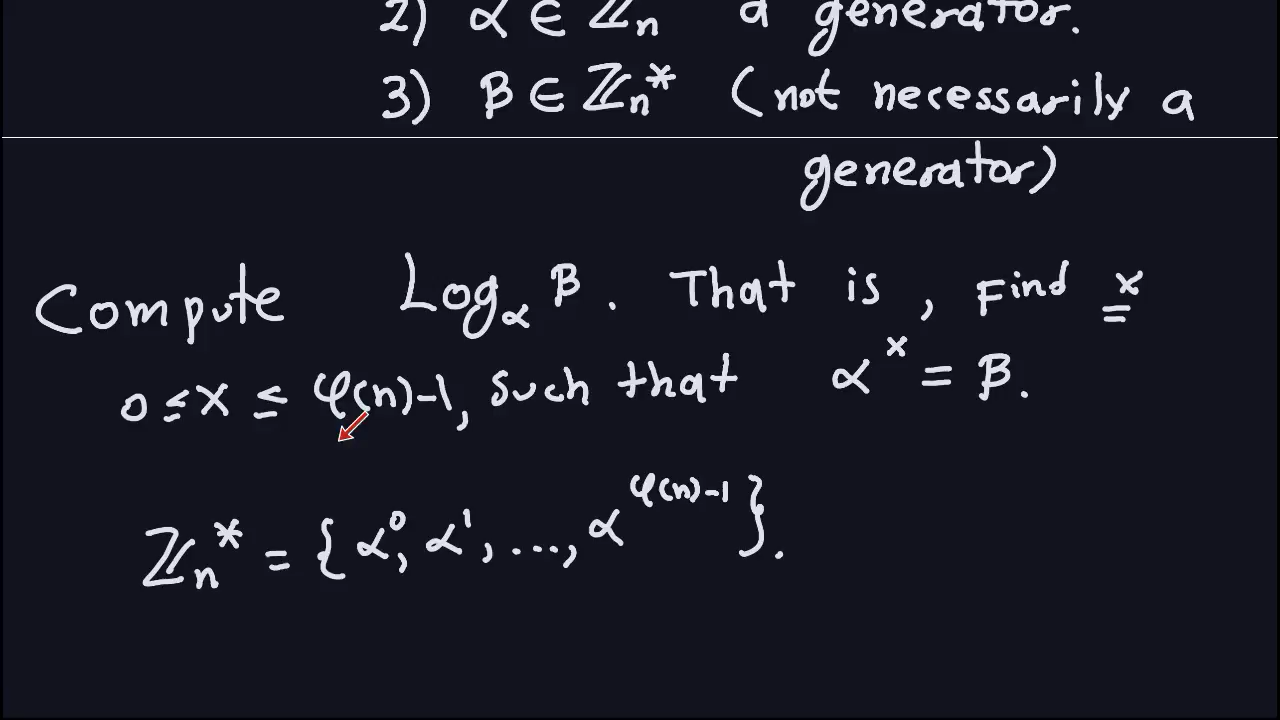 2) α ∈ ℤn a generator.
3) β ∈ ℤn* (not necessarily a
generator)
Compute Logα β. That is, Find x
0 ≤ x ≤ φ(n)-1, such that α^x = β.
ℤn* = {α^0, α^1, ..., α^φ(n)-1}.